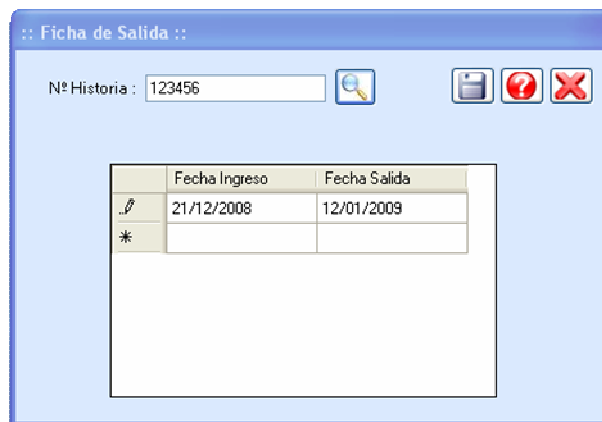 :: Ficha de Salida ::
Nº Historia : 123456
Fecha Ingreso Fecha Salida
21/12/2008 12/01/2009